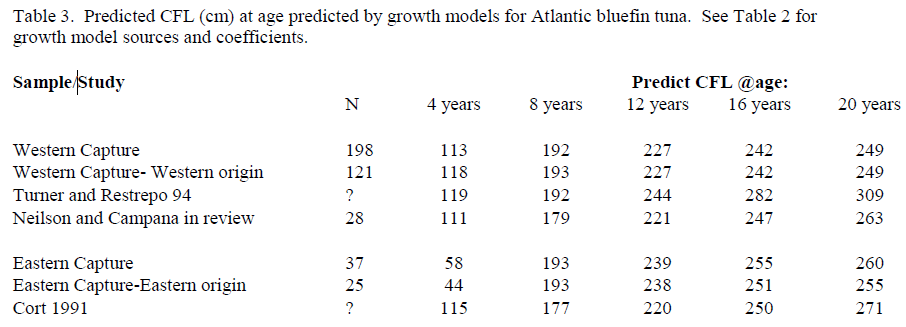 Table 3. Predicted CFL (cm) at age predicted by growth models for Atlantic bluefin tuna. See Table 2 for
growth model sources and coefficients.
Sample/Study Predict CFL @age:
N 4 years 8 years 12 years 16 years 20 years
Western Capture 198 113 192 227 242 249
Western Capture- Western origin 121 118 193 227 242 249
Turner and Restrepo 94 ? 119 192 244 282 309
Neilson and Campana in review 28 111 179 221 247 263
Eastern Capture 37 58 193 239 255 260
Eastern Capture-Eastern origin 25 44 193 238 251 255
Cort 1991 ? 115 177 220 250 271